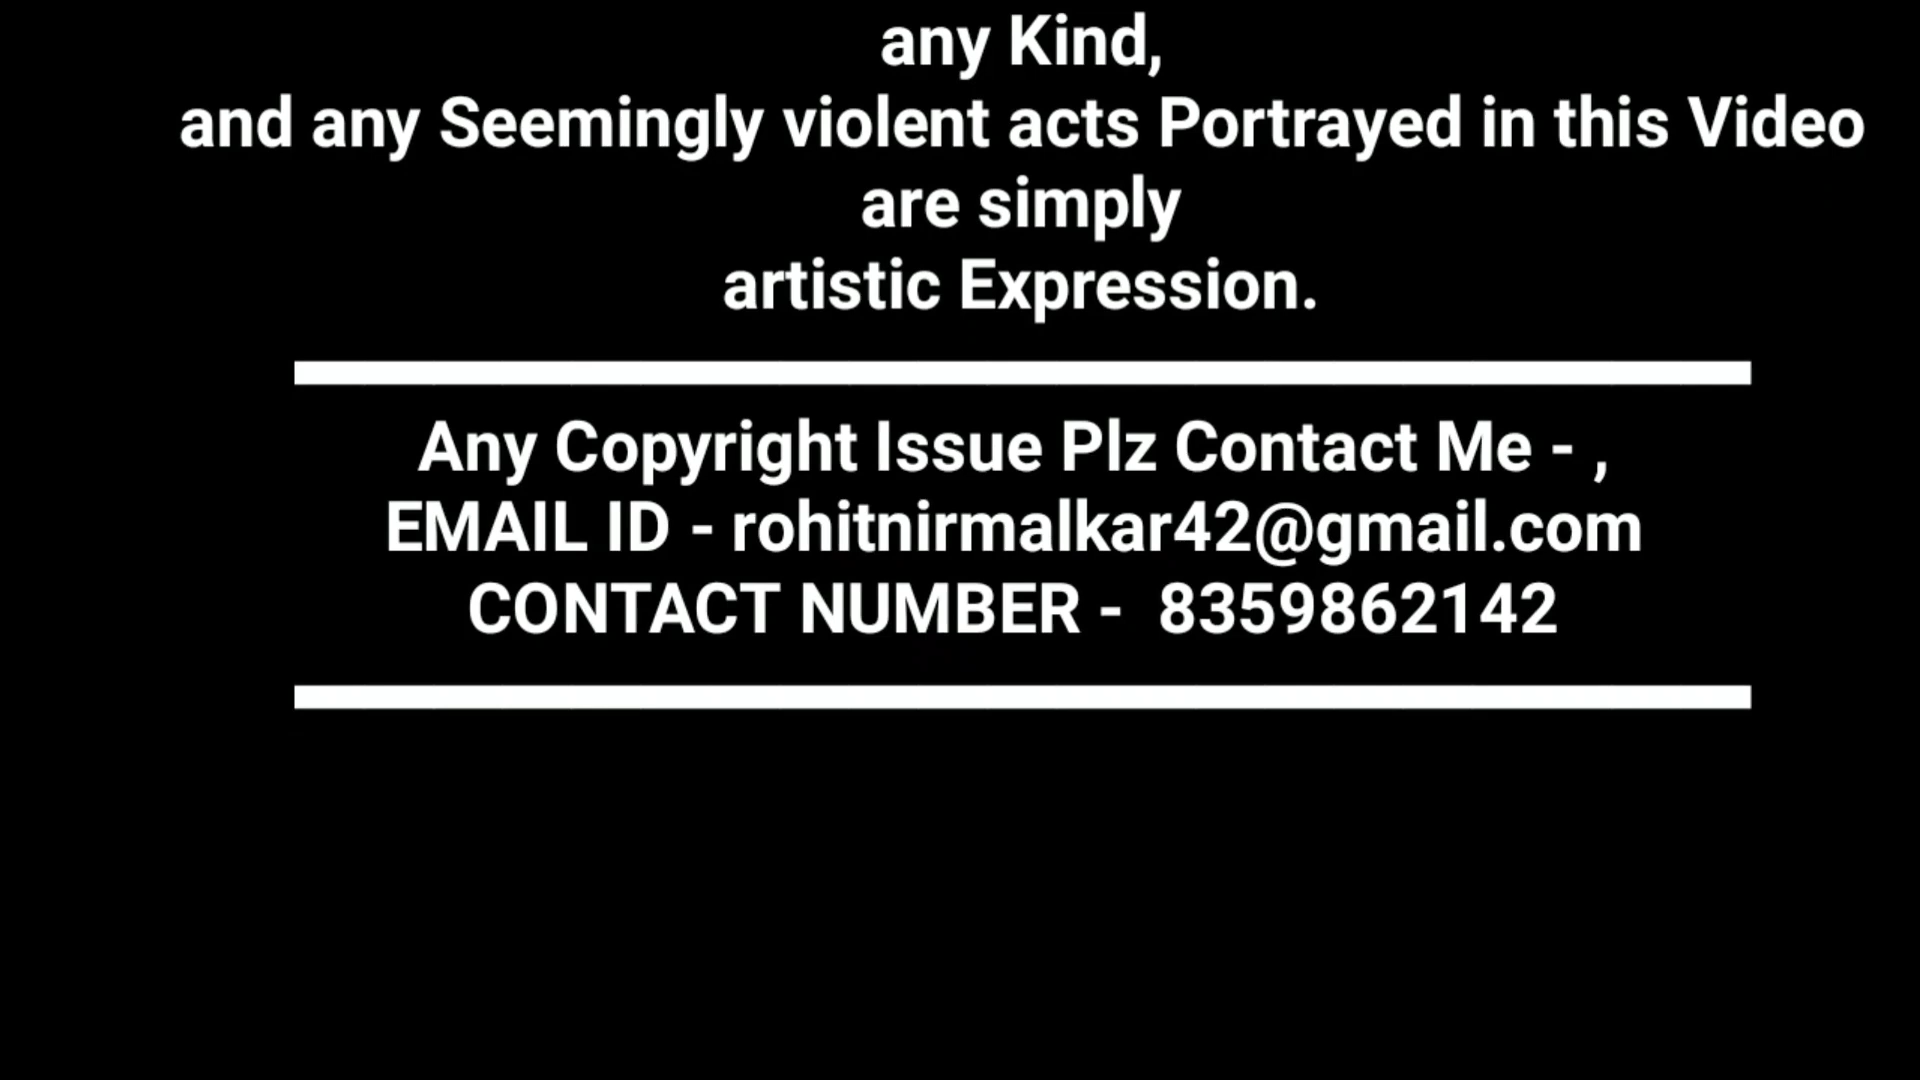 any Kind,
and any Seemingly violent acts Portrayed in this Video
are simply
artistic Expression.
Any Copyright Issue Plz Contact Me - ,
EMAIL ID - rohitnirmalkar42@gmail.com
CONTACT NUMBER -  8359862142